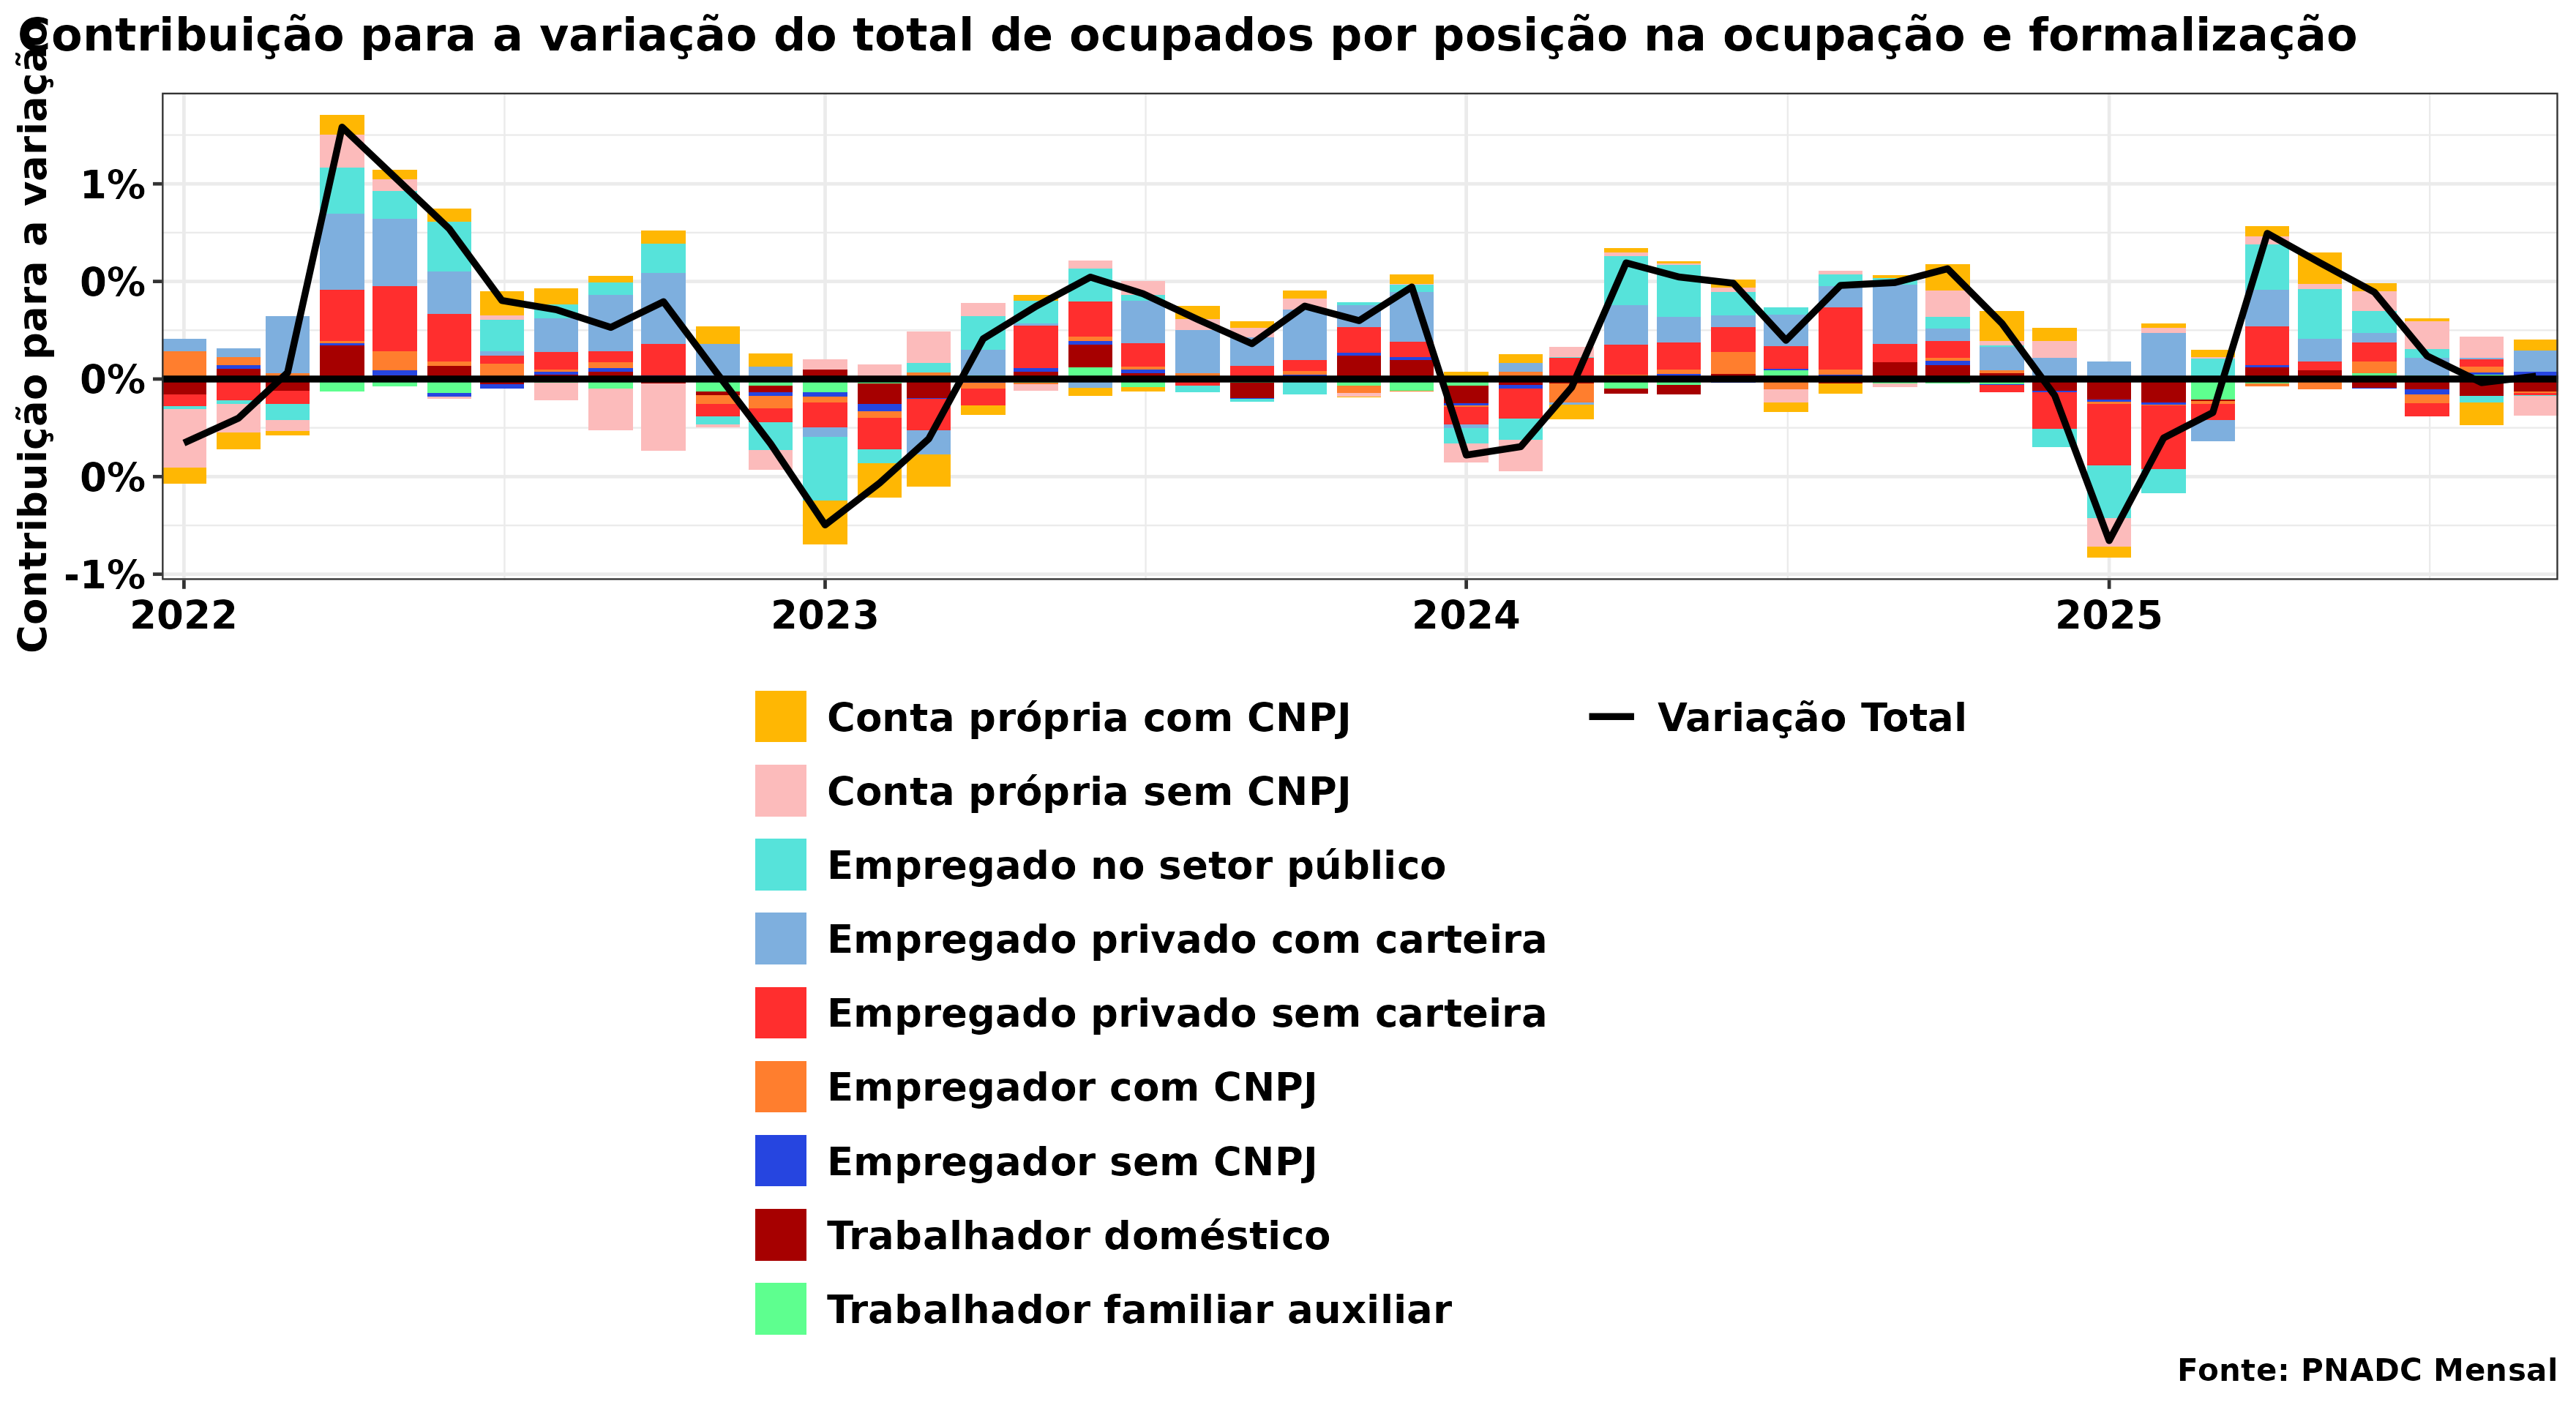 Contribuição para a variação do total de ocupados por posição na ocupação e formalização
Contribuição para a variação
1%
0%
0%
0%
-1%
2022
2023
2024
2025
Conta própria com CNPJ
Conta própria sem CNPJ
Empregado no setor público
Empregado privado com carteira
Empregado privado sem carteira
Empregador com CNPJ
Empregador sem CNPJ
Trabalhador doméstico
Trabalhador familiar auxiliar
Variação Total
Fonte: PNADC Mensal